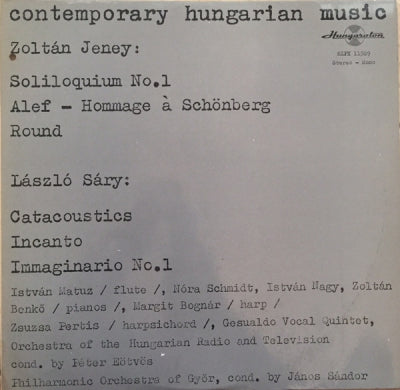 contemporary hungarian music
Hungaroton
SLPX 11589
Stereo - Mono
Zoltán Jeney:
Soliloquium No.1
Alef - Hommage à Schönberg
Round
László Sáry:
Catacoustics
Incanto
Immaginario No.1
István Matuz / flute /, Nóra Schmidt, István Nagy, Zoltán
Benkő / pianos /, Margit Bognár / harp /
Zsuzsa Pertis / harpsichord /, Gesualdo Vocal Quintet,
Orchestra of the Hungarian Radio and Television
cond. by Péter Eötvös
Philharmonic Orchestra of Győr, cond. by János Sándor